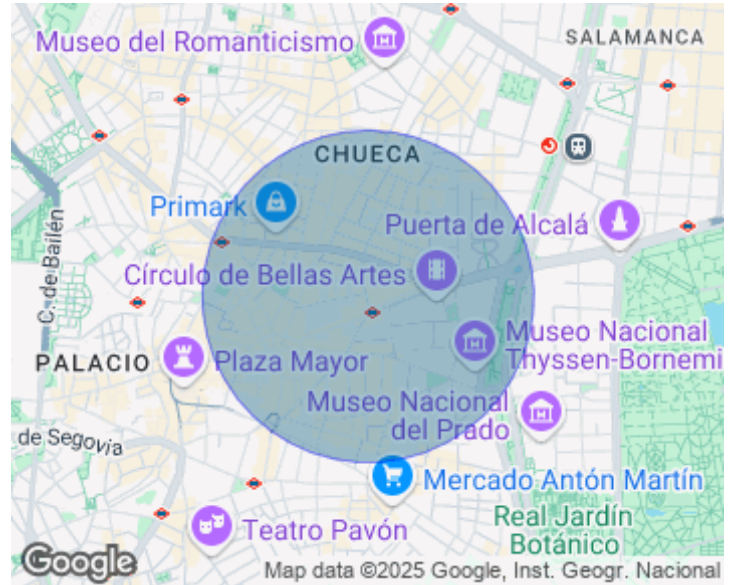 Museo del Romanticismo
SALAMANCA
CHUECA
Primark
Puerta de Alcalá
C. de Bailén
Círculo de Bellas Artes
Museo Nacional
Thyssen-Bornemi
PALACIO
Plaza Mayor
Museo Nacional
del Prado
de Segovia
Mercado Antón Martín
Teatro Pavón
Real Jardín
Botánico
Google
Map data ©2025 Google, Inst. Geogr. Nacional